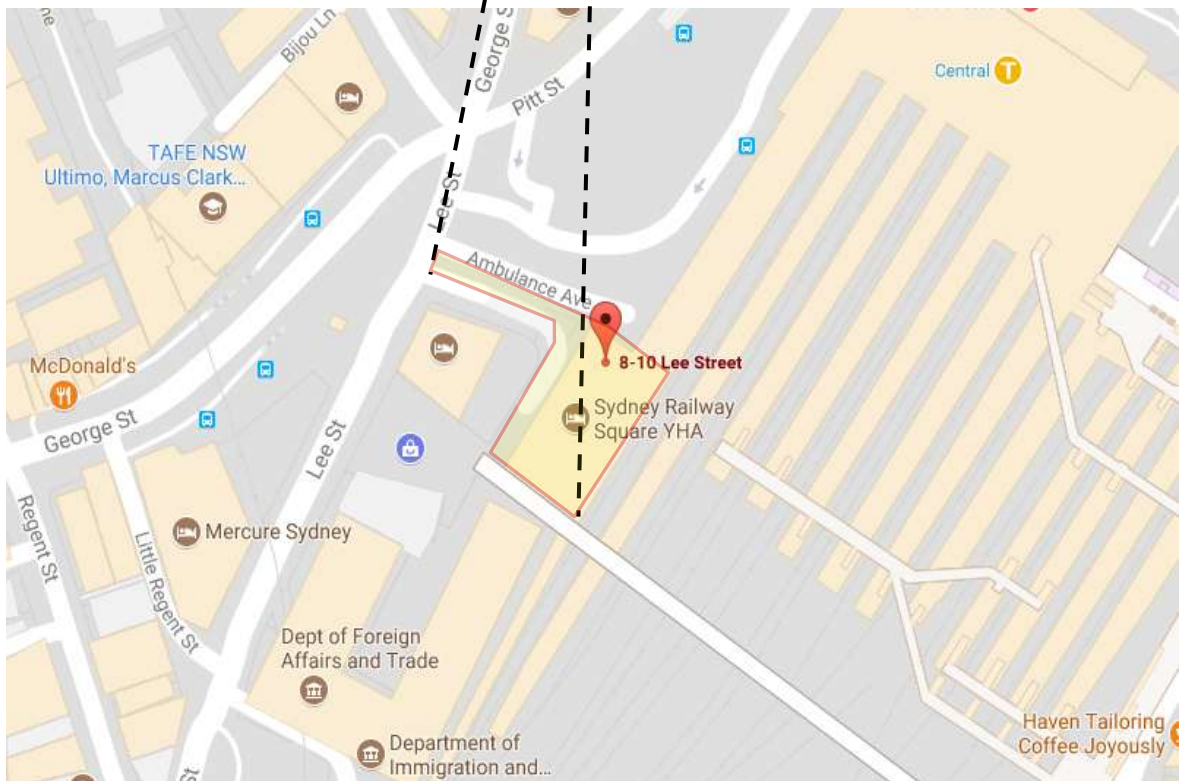 Bijou Ln
George S
Pitt St
Central
T
TAFE NSW
Ultimo, Marcus Clark...
Lee St
Ambulance Ave
8-10 Lee Street
McDonald's
Sydney Railway
Square YHA
George St
Lee St
Regent St
Mercure Sydney
Little Regent St
Dept of Foreign
Affairs and Trade
Haven Tailoring
Coffee Joyously
Department of
Immigration and...
St